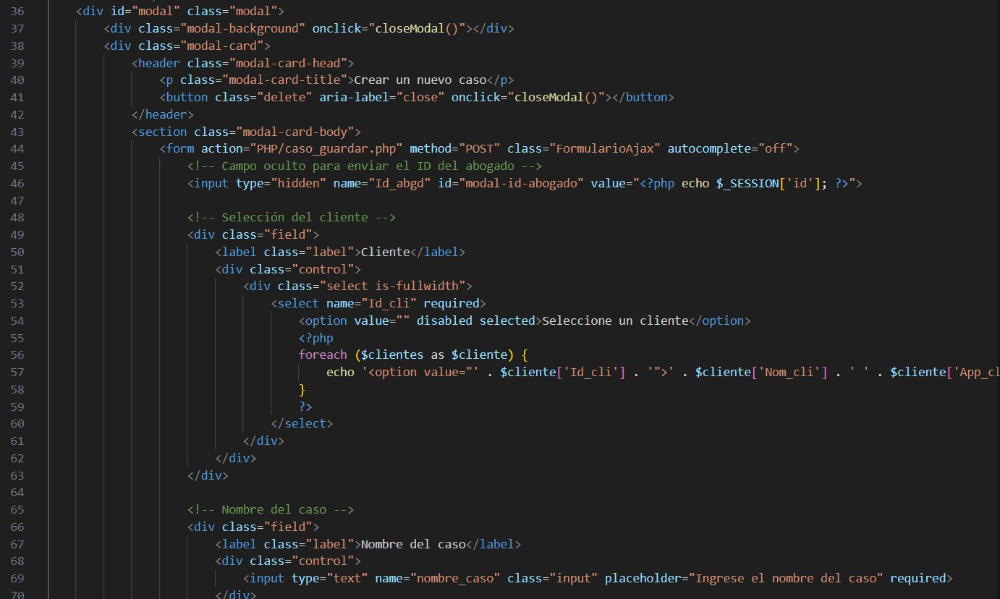 36 <div id="modal" class="modal">
37 <div class="modal-background" onclick="closeModal()"></div>
38 <div class="modal-card">
39 <header class="modal-card-head">
40 <p class="modal-card-title">Crear un nuevo caso</p>
41 <button class="delete" aria-label="close" onclick="closeModal()"></button>
42 </header>
43 <section class="modal-card-body">
44 <form action="PHP/caso_guardar.php" method="POST" class="FormularioAjax" autocomplete="off">
45 <!-- Campo oculto para enviar el ID del abogado -->
46 <input type="hidden" name="Id_abgd" id="modal-id-abogado" value="<?php echo $_SESSION['id']; ?>">
47
48 <!-- Selección del cliente -->
49 <div class="field">
50 <label class="label">Cliente</label>
51 <div class="control">
52 <div class="select is-fullwidth">
53 <select name="Id_cli" required>
54 <option value="" disabled selected>Seleccione un cliente</option>
55 <?php
56 foreach ($clientes as $cliente) {
57 echo '<option value="' . $cliente['Id_cli'] . '">' . $cliente['Nom_cli'] . ' ' . $cliente['App_cl
58 }
59 ?>
60 </select>
61 </div>
62 </div>
63 </div>
64
65 <!-- Nombre del caso -->
66 <div class="field">
67 <label class="label">Nombre del caso</label>
68 <div class="control">
69 <input type="text" name="nombre_caso" class="input" placeholder="Ingrese el nombre del caso" required>
70 </div>